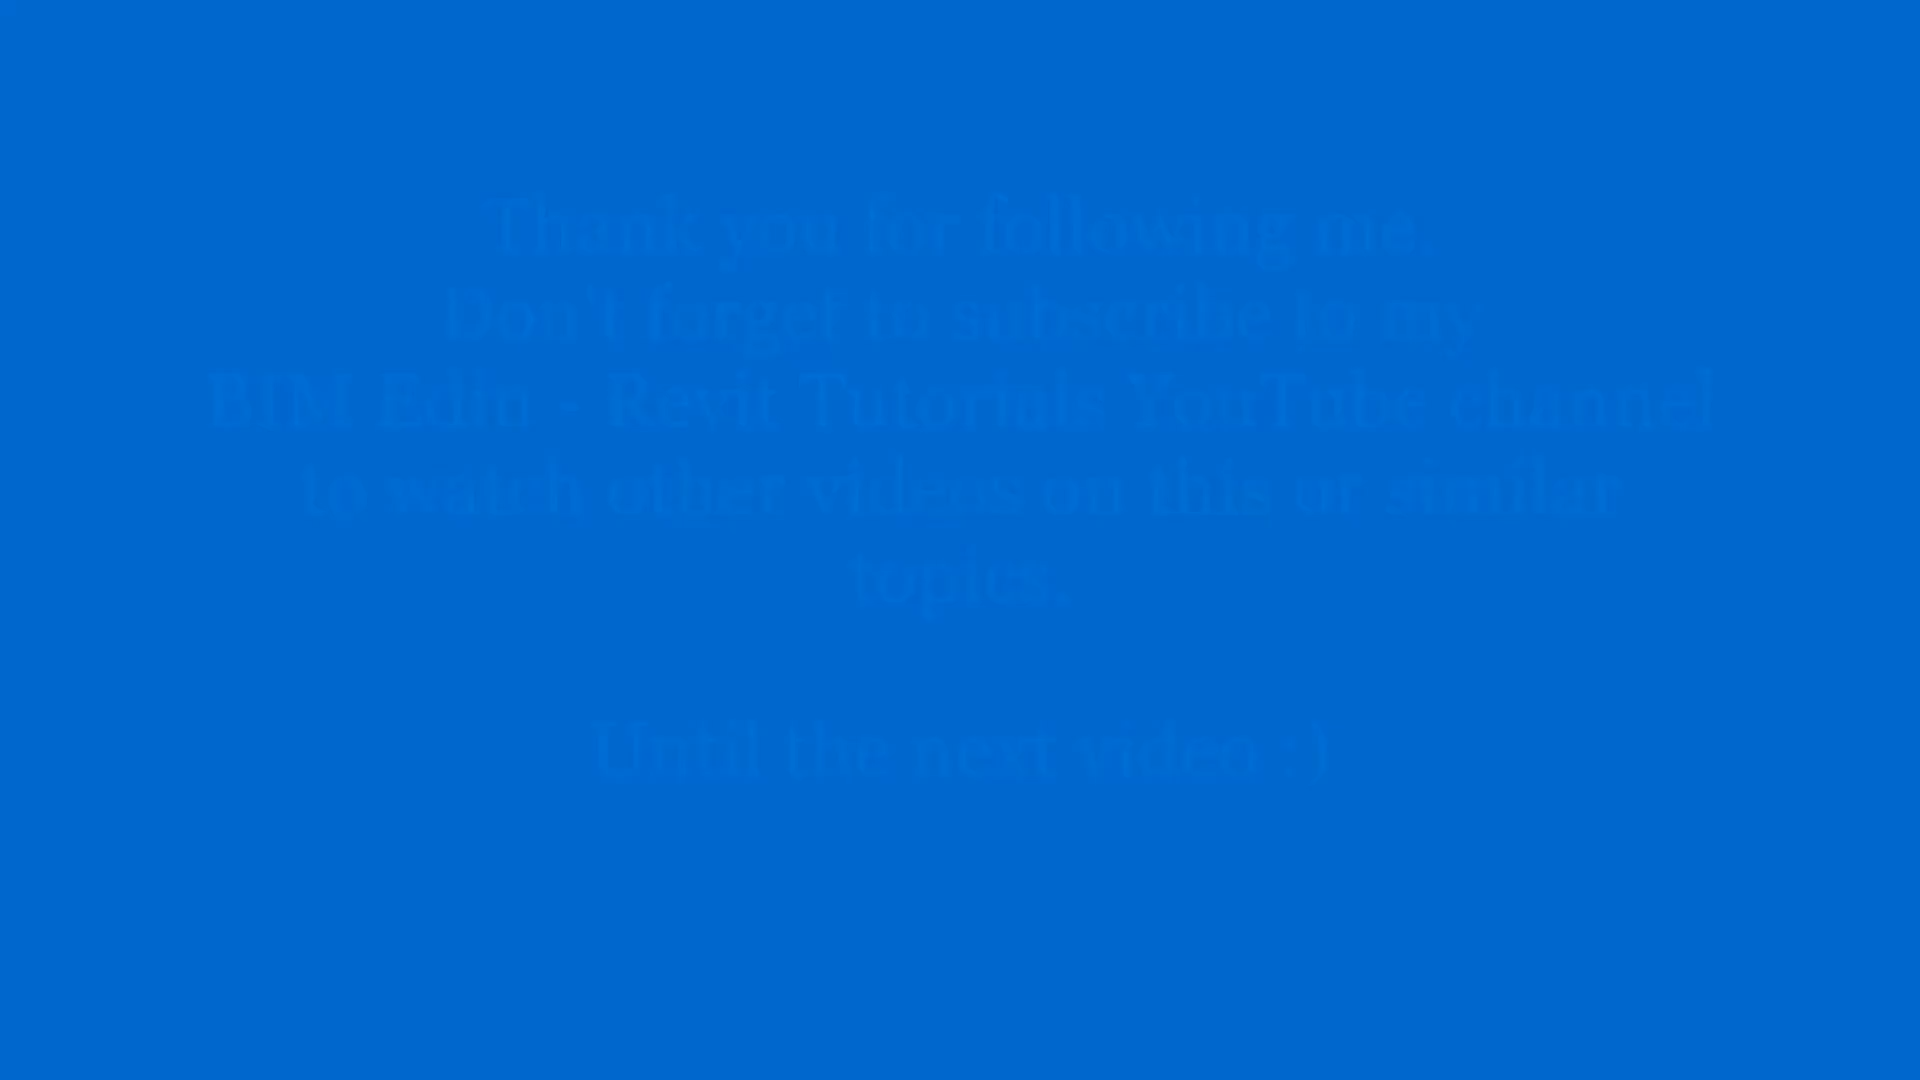 Thank you for following me.
Don't forget to subscribe to my
BIM Edin - Revit Tutorials YouTube channel
to watch other videos on this or similar
topics.
Until the next video :)